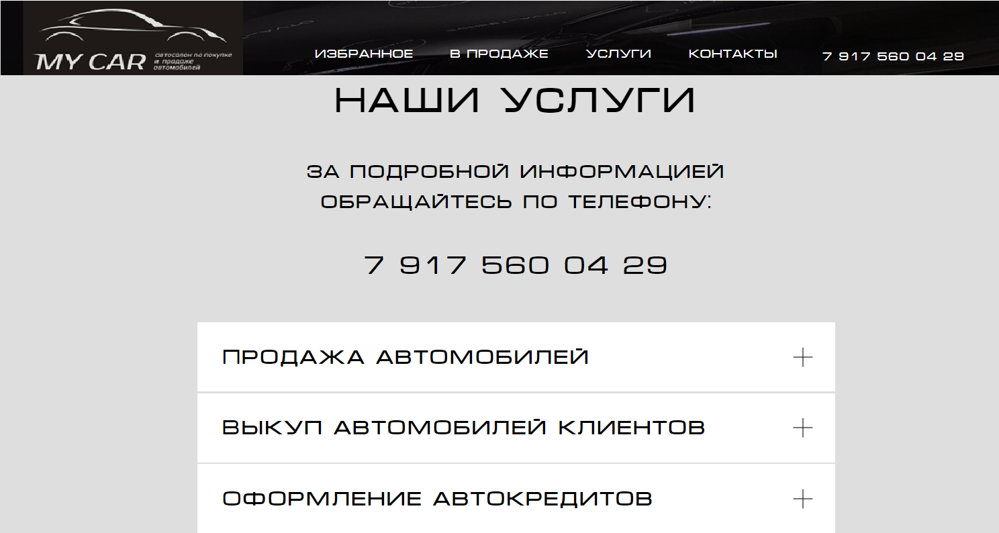 MY CAR
автосалон по покупке
и продаже
автомобилей
ИЗБРАННОЕ
В ПРОДАЖЕ
УСЛУГИ
КОНТАКТЫ
7 917 560 04 29
НАШИ УСЛУГИ
ЗА ПОДРОБНОЙ ИНФОРМАЦИЕЙ
ОБРАЩАЙТЕСЬ ПО ТЕЛЕФОНУ:
7 917 560 04 29
ПРОДАЖА АВТОМОБИЛЕЙ
ВЫКУП АВТОМОБИЛЕЙ КЛИЕНТОВ
ОФОРМЛЕНИЕ АВТОКРЕДИТОВ